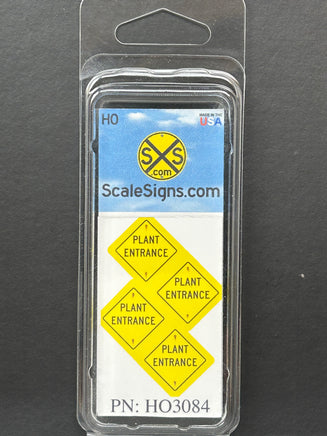 HO
MADE IN THE
USA
SXS
.com
ScaleSigns.com
PLANT
ENTRANCE
PLANT
ENTRANCE
PLANT
ENTRANCE
PLANT
ENTRANCE
PN: HO3084